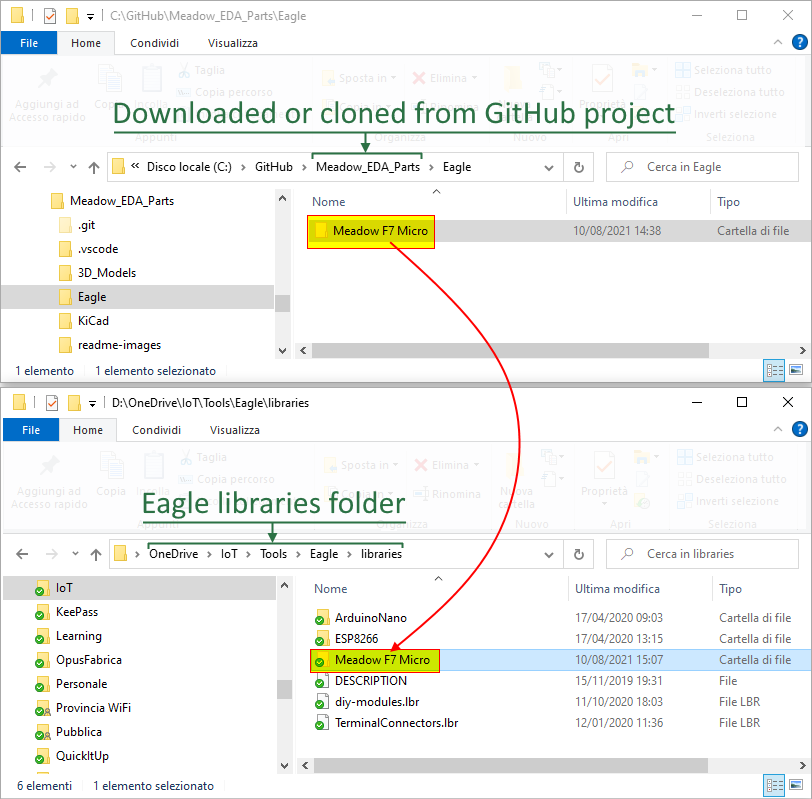 C:\GitHub\Meadow_EDA_Parts\Eagle
File Home Condividi Visualizza
Aggiungi ad Accesso rapido
Copia
Incolla
Taglia
Copia percorso
Sposta in
Elimina
Rinomina
Proprietà
Seleziona tutto
Deseleziona tutto
Inverti selezione
Appunti Organizza Nuovo Apri Selezione
Downloaded or cloned from GitHub project
« Disco locale (C:) > GitHub > Meadow_EDA_Parts > Eagle
Cerca in Eagle
Meadow_EDA_Parts
.git
.vscode
3D_Models
Eagle
KiCad
readme-images
Nome Ultima modifica Tipo
Meadow F7 Micro 10/08/2021 14:38 Cartella di file
1 elemento 1 elemento selezionato
D:\OneDrive\IoT\Tools\Eagle\libraries
File Home Condividi Visualizza
Aggiungi ad Accesso rapido
Copia
Taglia
Copia percorso
Sposta in
Elimina
Rinomina
Nuova cartella
Proprietà
Seleziona tutto
Deseleziona tutto
Inverti selezione
Organizza Nuovo Apri Selezione
Eagle libraries folder
> OneDrive > IoT > Tools > Eagle > libraries
Cerca in libraries
IoT
KeePass
Learning
OpusFabrica
Personale
Provincia WiFi
Pubblica
QuickItUp
Nome Ultima modifica Tipo
ArduinoNano 17/04/2020 09:03 Cartella di file
ESP8266 17/04/2020 13:15 Cartella di file
Meadow F7 Micro 10/08/2021 15:07 Cartella di file
DESCRIPTION 15/11/2019 19:31 File
diy-modules.lbr 11/10/2020 18:03 File LBR
TerminalConnectors.lbr 12/01/2020 11:36 File LBR
6 elementi 1 elemento selezionato